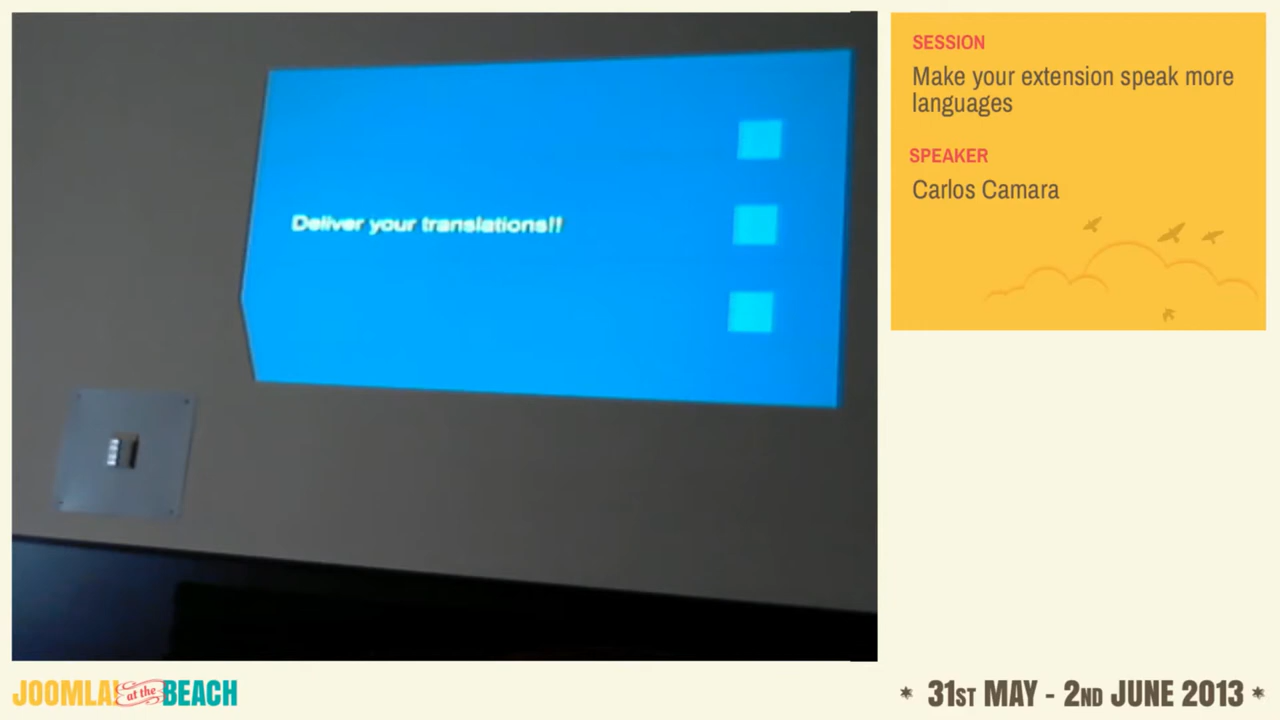 Deliver your translations!!
SESSION
Make your extension speak more
languages
SPEAKER
Carlos Camara
JOOMLA! at the BEACH
* 31ST MAY - 2ND JUNE 2013 *